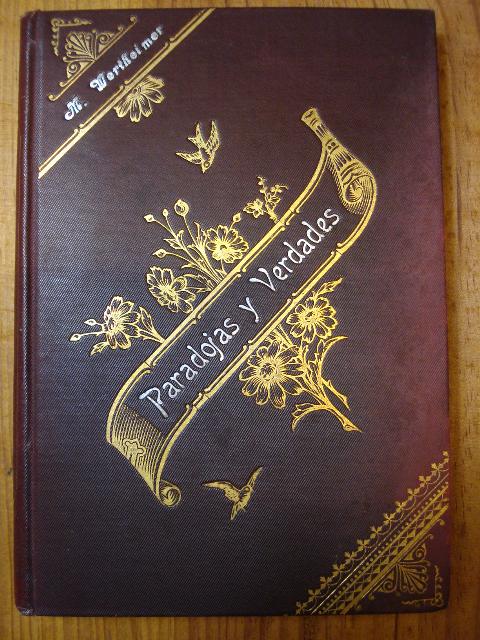 M. Wertheimer
Paradojas y Verdades